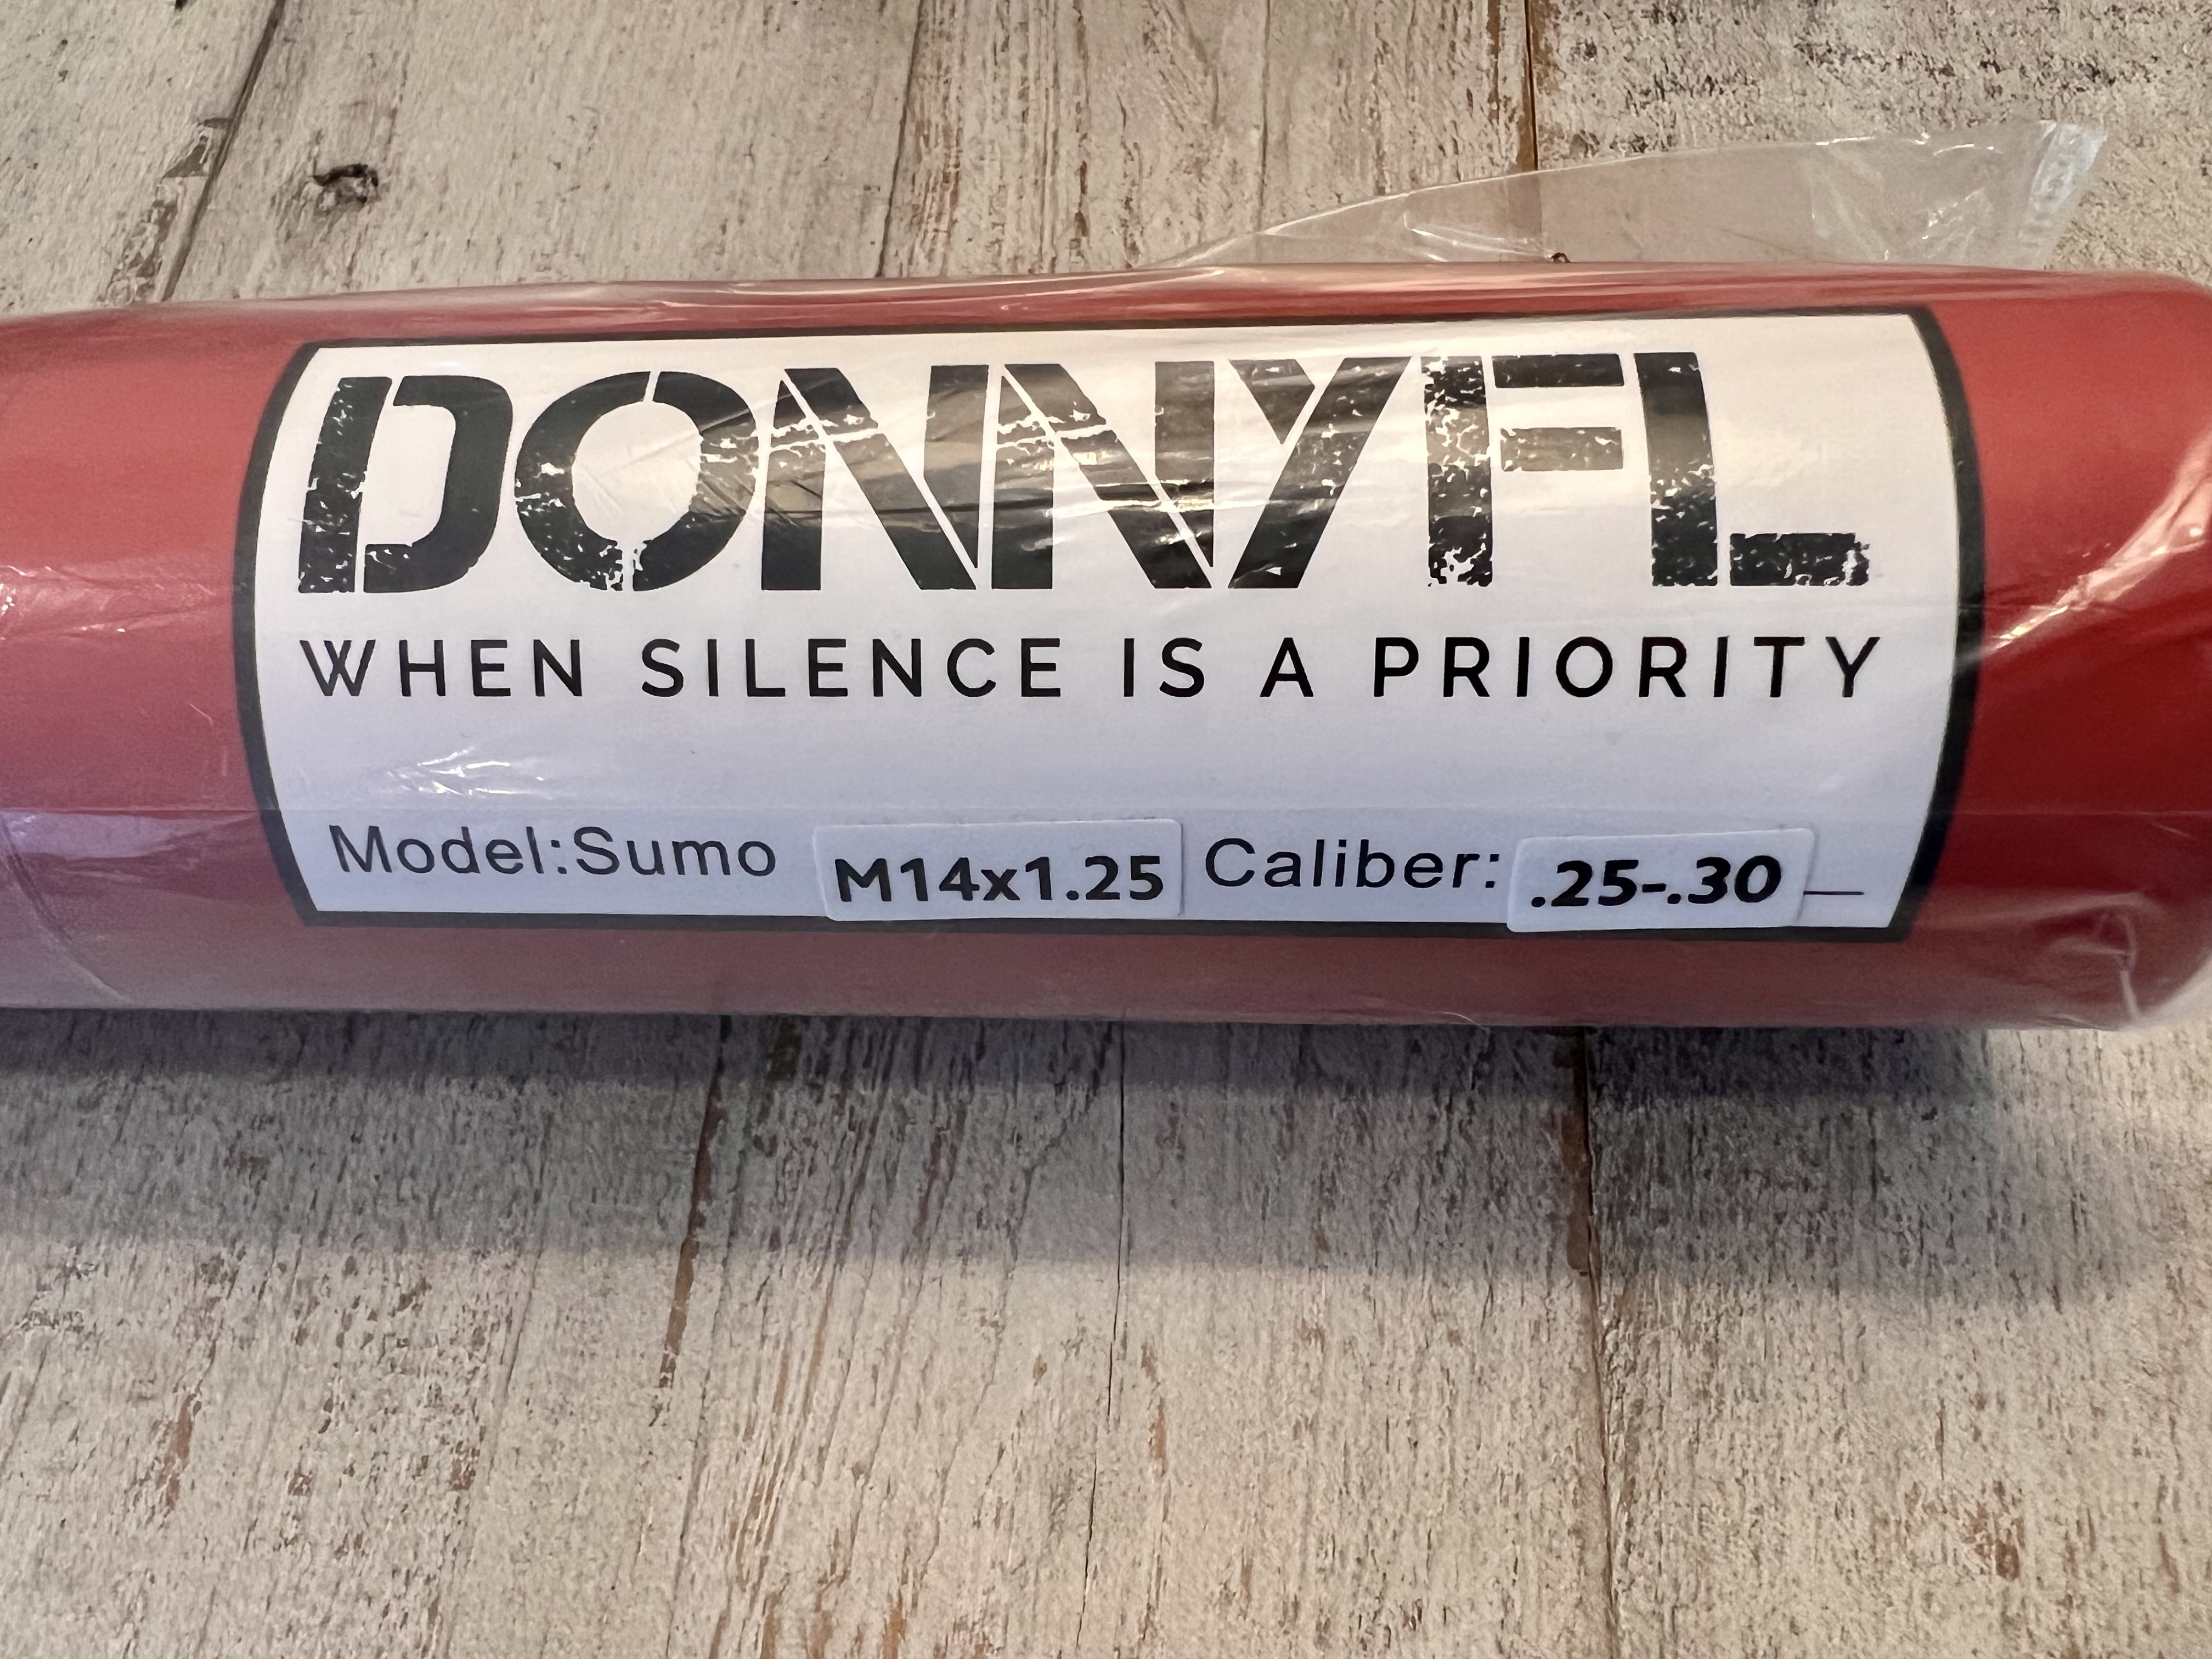 DONNYFL
WHEN SILENCE IS A PRIORITY
Model:Sumo M14x1.25 Caliber: .25-.30